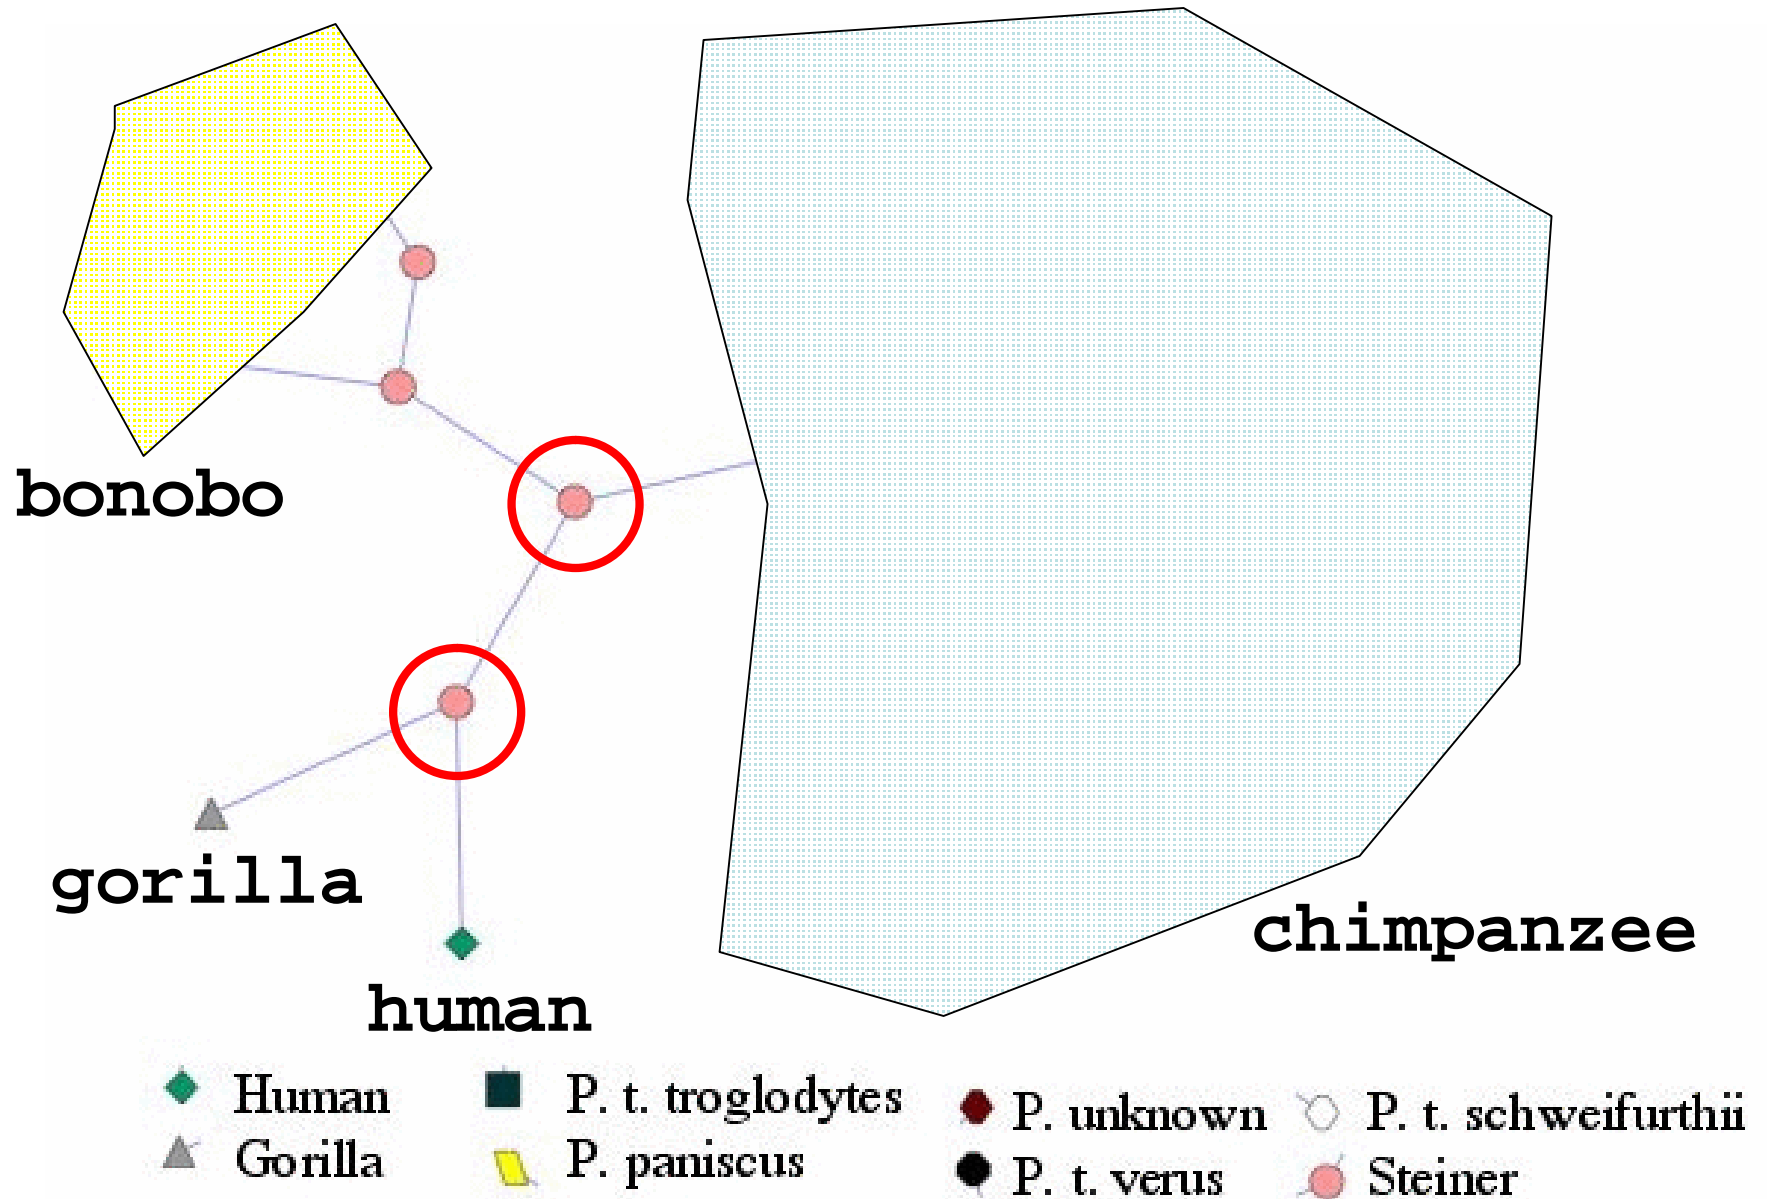 bonobo
gorilla
chimpanzee
human
Human
P. t. troglodytes
P. unknown
P. t. schweifurthii
Gorilla
P. paniscus
P. t. verus
Steiner